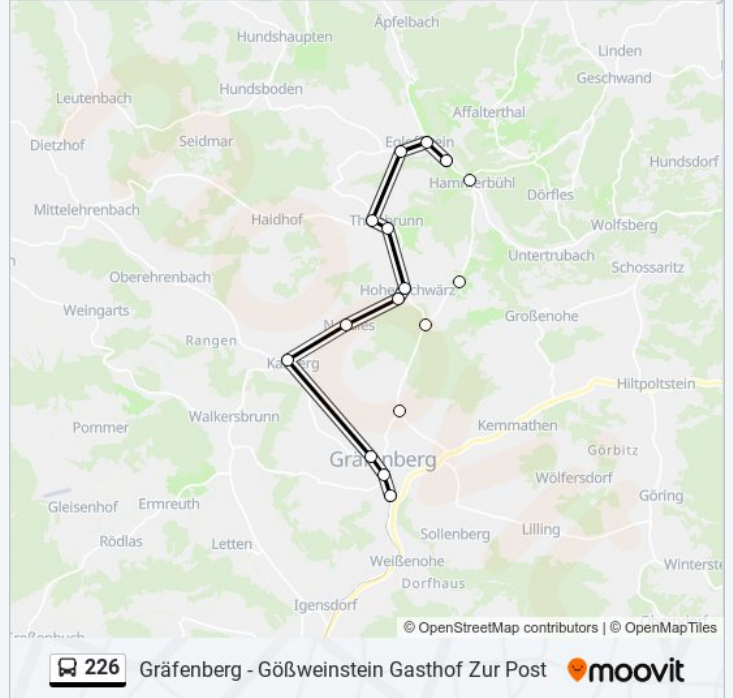 Äpfelbach
Hundshaupten
Linden
Geschwand
Hundsboden
Leutenbach
Affalterthal
Dietzhof
Seidmar
Hundsdorf
Dörfles
Mittelehrenbach
Haidhof
Wolfsberg
Untertrubach
Schossaritz
Oberehrenbach
Weingarts
Großenohe
Rangen
Hiltpoltstein
Walkersbrunn
Pommer
Kemmathen
Görbitz
Wölfersdorf
Göring
Gleisenhof
Ermreuth
Sollenberg
Lilling
Rödlas
Letten
Weißenohe
Dorfhaus
Igensdorf
© OpenStreetMap contributors | © OpenMapTiles
226 Gräfenberg - Gößweinstein Gasthof Zur Post moovit